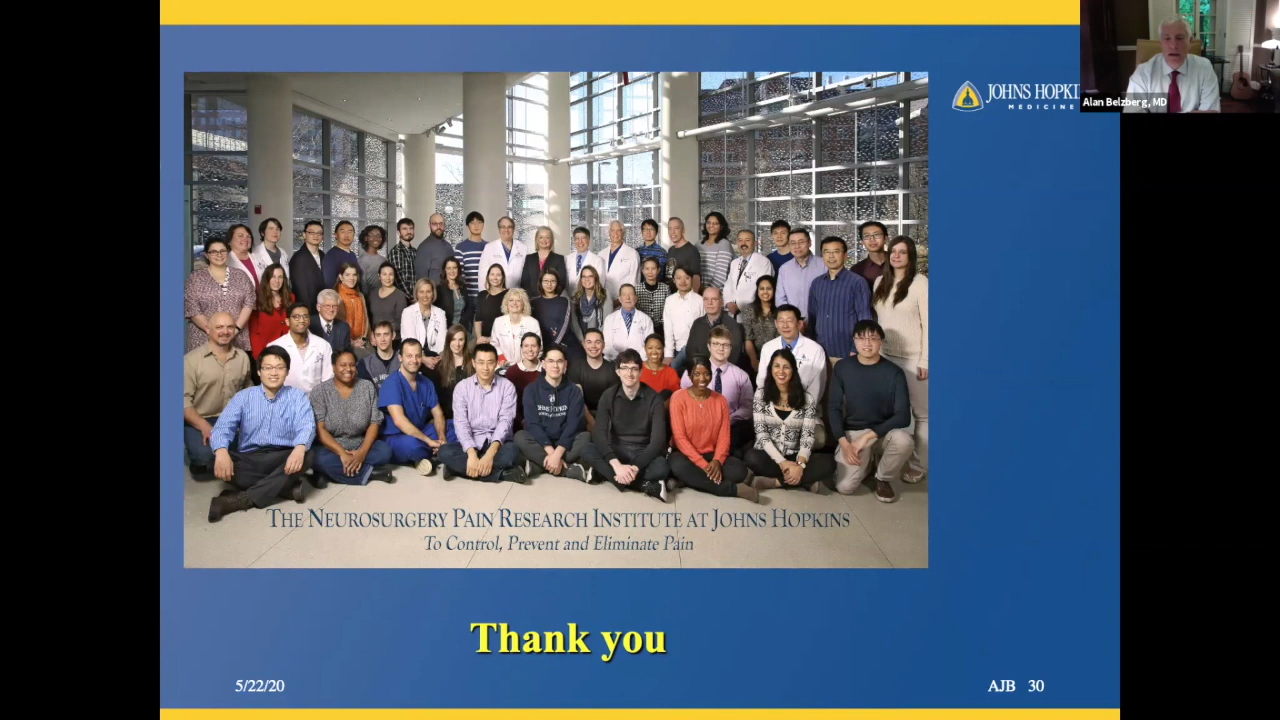 JOHNS HOPKI
MEDICINE
Alan Belzberg, MD
THE NEUROSURGERY PAIN RESEARCH INSTITUTE AT JOHNS HOPKINS
To Control, Prevent and Eliminate Pain
Thank you
5/22/20
AJB 30